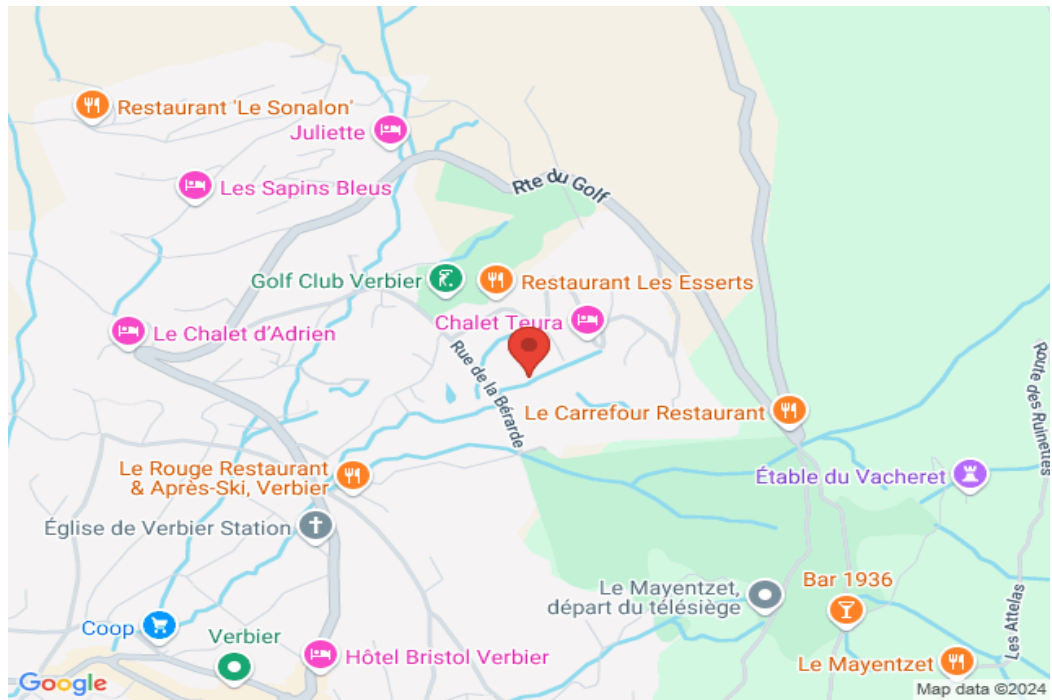 Restaurant 'Le Sonalon'
Juliette
Les Sapins Bleus
Rte du Golf
Golf Club Verbier
Restaurant Les Esserts
Chalet Teura
Le Chalet d'Adrien
Rue de la Bérarde
Route des Ruinettes
Le Carrefour Restaurant
Le Rouge Restaurant
& Après-Ski, Verbier
Étable du Vacheret
Église de Verbier Station
Le Mayentzet,
départ du télésiège
Bar 1936
Les Attelas
Coop
Verbier
Hôtel Bristol Verbier
Le Mayentzet
Google
Map data ©2024